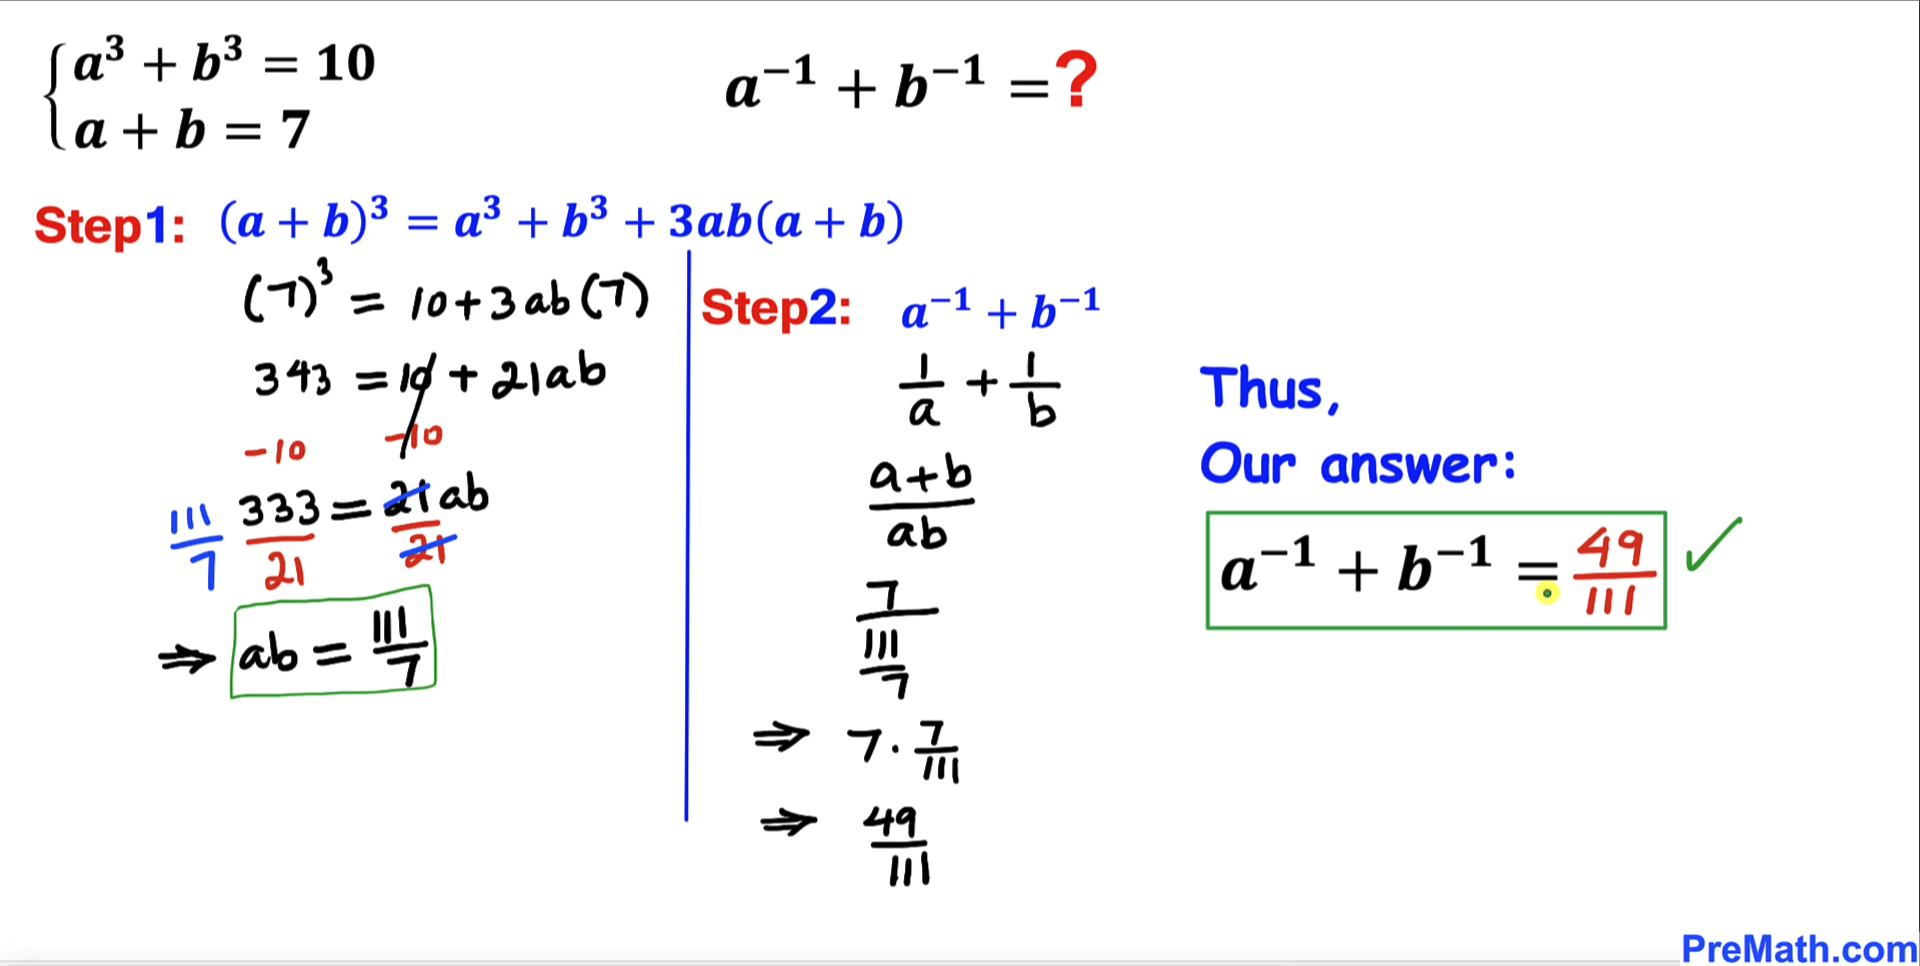 a³ + b³ = 10
a + b = 7
a⁻¹ + b⁻¹ =?
Step1: (a + b)³ = a³ + b³ + 3ab(a + b)
(7)³ = 10 + 3ab(7)
343 = 10 + 21ab
-10 -10
111/7 333/21 = 21ab/21
⇒ ab = 111/7
Step2: a⁻¹ + b⁻¹
1/a + 1/b
a+b/ab
7/(111/7)
⇒ 7 · 7/111
⇒ 49/111
Thus,
Our answer:
a⁻¹ + b⁻¹ = 49/111 ✓
PreMath.com